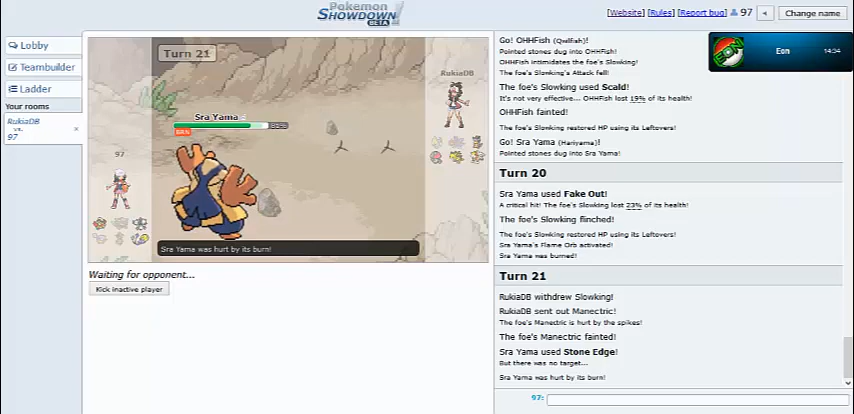 Pokemon
SHOWDOWN!
BETA
[Website] [Rules] [Report bug] 97
Change name
Lobby
Teambuilder
Ladder
Your rooms
RukiaDB
vs.
97
Turn 21
RukiaDB
Sra Yama
BRN
97
Sra Yama was hurt by its burn!
Waiting for opponent...
Kick inactive player
Go! OHHFish (Qwilfish)!
Pointed stones dug into OHHFish!
OHHFish intimidates the foe's Slowking!
The foe's Slowking's Attack fell!
The foe's Slowking used Scald!
It's not very effective... OHHFish lost 19% of its health!
OHHFish fainted!
The foe's Slowking restored HP using its Leftovers!
Go! Sra Yama (Hariyama)!
Pointed stones dug into Sra Yama!
Turn 20
Sra Yama used Fake Out!
A critical hit! The foe's Slowking lost 23% of its health!
The foe's Slowking flinched!
The foe's Slowking restored HP using its Leftovers!
Sra Yama's Flame Orb activated!
Sra Yama was burned!
Turn 21
RukiaDB withdrew Slowking!
RukiaDB sent out Manectric!
The foe's Manectric is hurt by the spikes!
The foe's Manectric fainted!
Sra Yama used Stone Edge!
But there was no target...
Sra Yama was hurt by its burn!
97:
EON
Eon
14:34